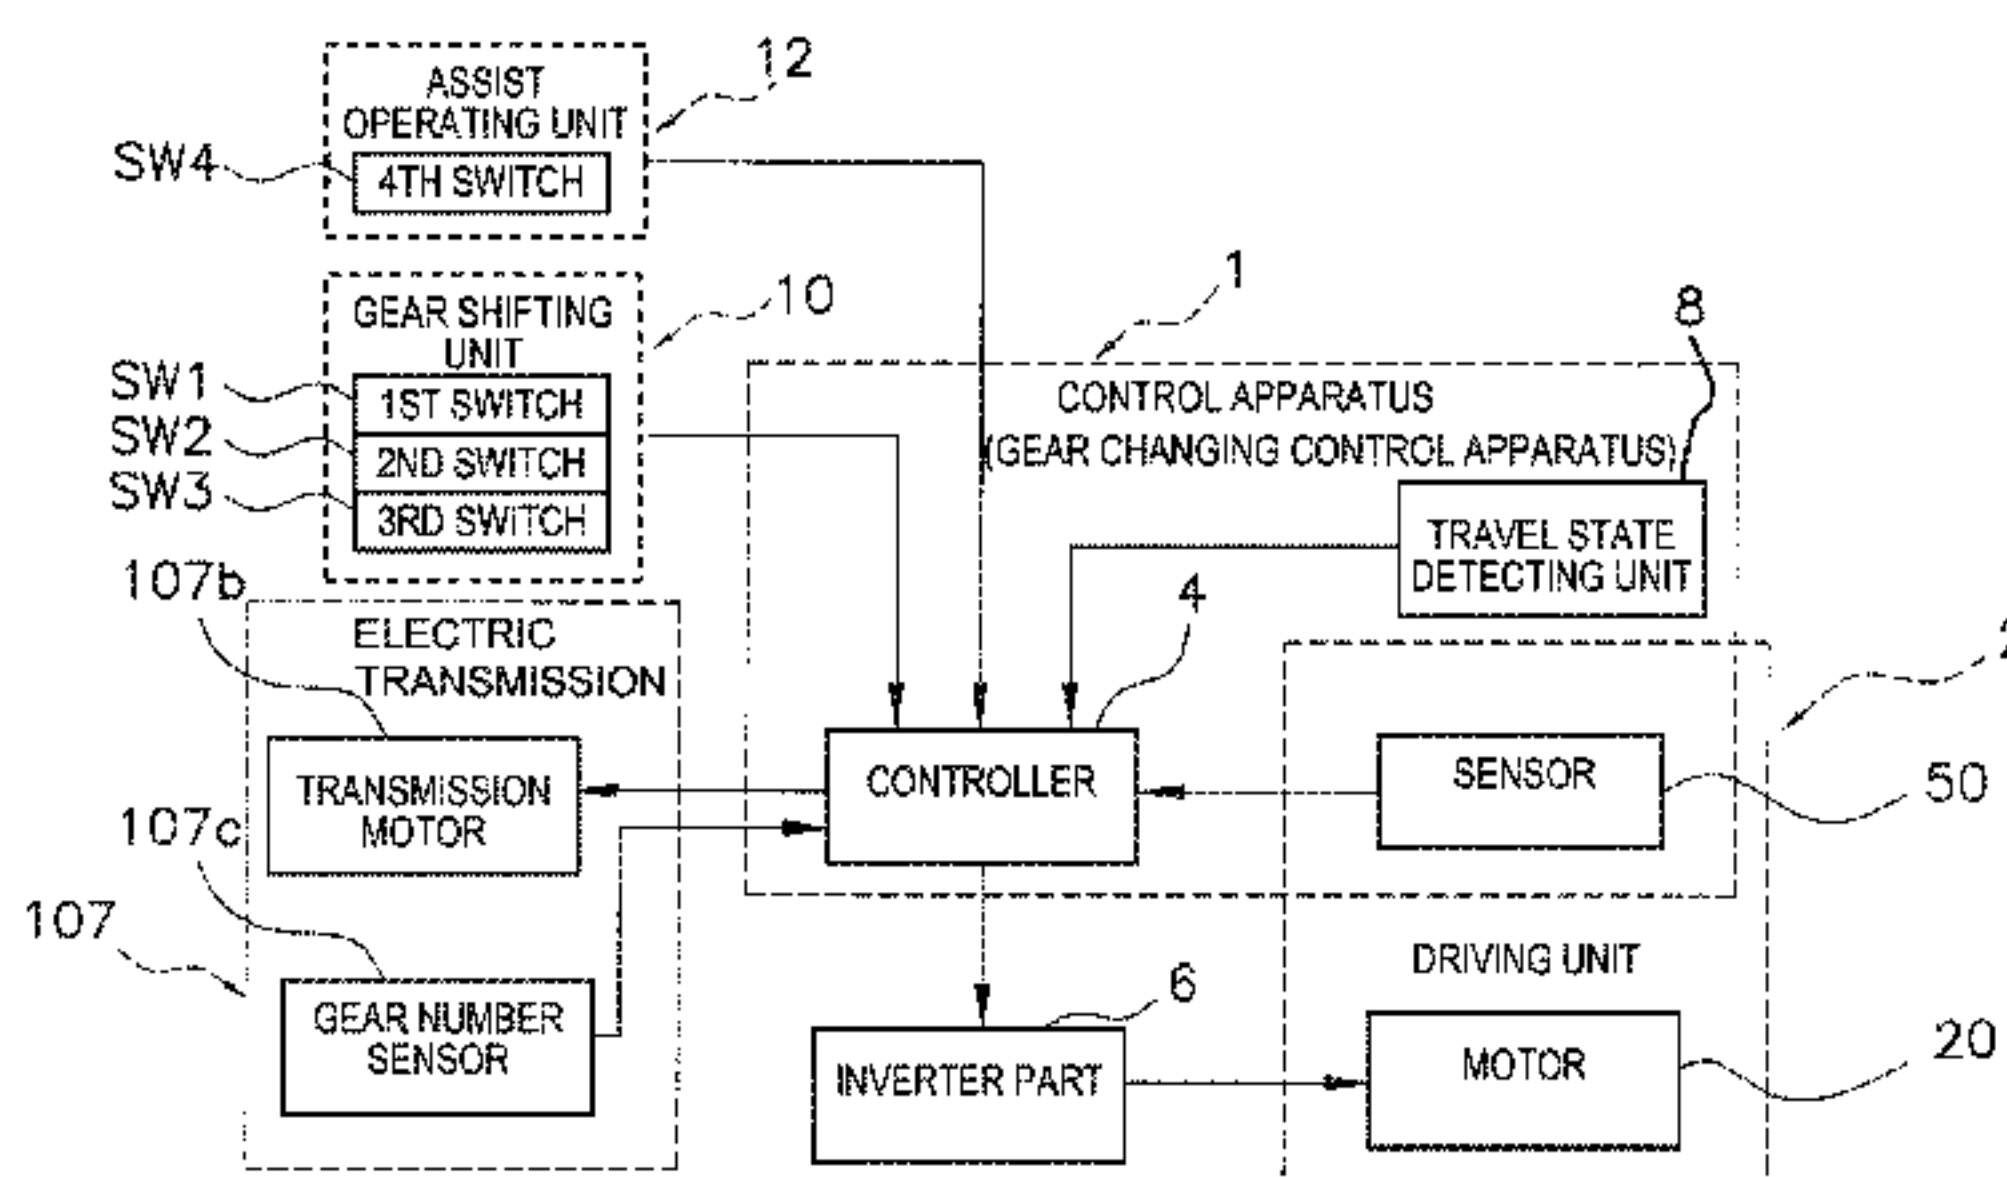 12
ASSIST
OPERATING UNIT
SW4
4TH SWITCH
1
10
8
GEAR SHIFTING
UNIT
SW1
1ST SWITCH
SW2
2ND SWITCH
SW3
3RD SWITCH
CONTROL APPARATUS
(GEAR CHANGING CONTROL APPARATUS)
TRAVEL STATE
DETECTING UNIT
107b
4
ELECTRIC
TRANSMISSION
TRANSMISSION
MOTOR
CONTROLLER
SENSOR
50
107c
107
GEAR NUMBER
SENSOR
6
INVERTER PART
DRIVING UNIT
MOTOR
20